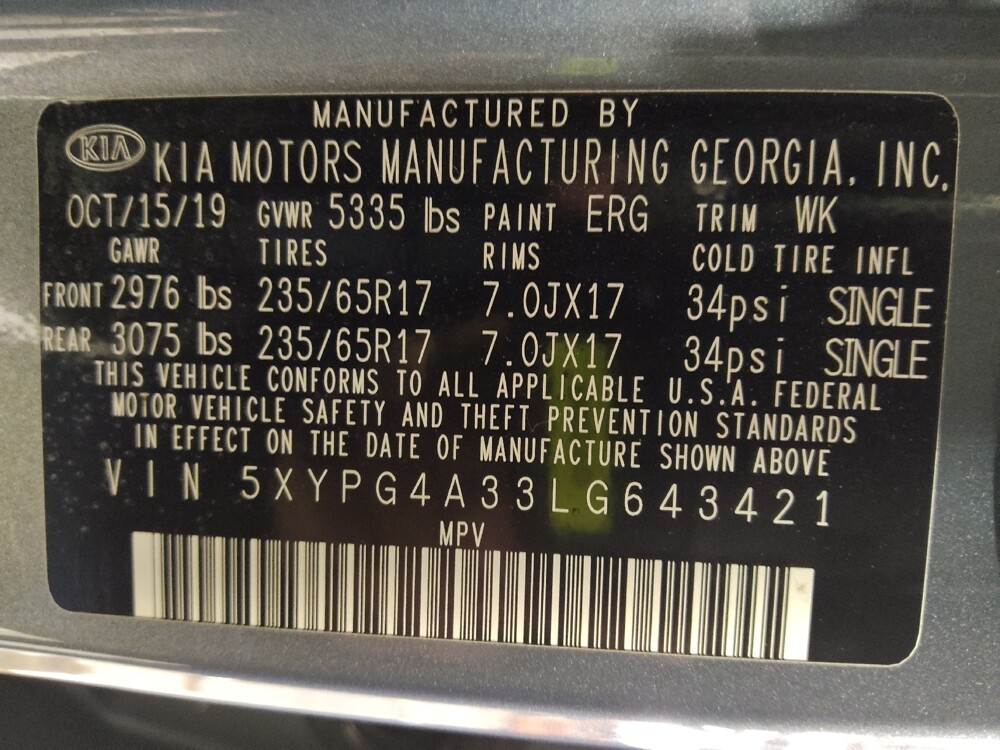 MANUFACTURED BY
KIA KIA MOTORS MANUFACTURING GEORGIA, INC.
OCT/15/19 GVWR 5335 lbs PAINT ERG TRIM WK
GAWR TIRES RIMS COLD TIRE INFL
FRONT 2976 lbs 235/65R17 7.0JX17 34psi SINGLE
REAR 3075 lbs 235/65R17 7.0JX17 34psi SINGLE
THIS VEHICLE CONFORMS TO ALL APPLICABLE U.S.A. FEDERAL
MOTOR VEHICLE SAFETY AND THEFT PREVENTION STANDARDS
IN EFFECT ON THE DATE OF MANUFACTURE SHOWN ABOVE
VIN 5XYPG4A33LG643421
MPV